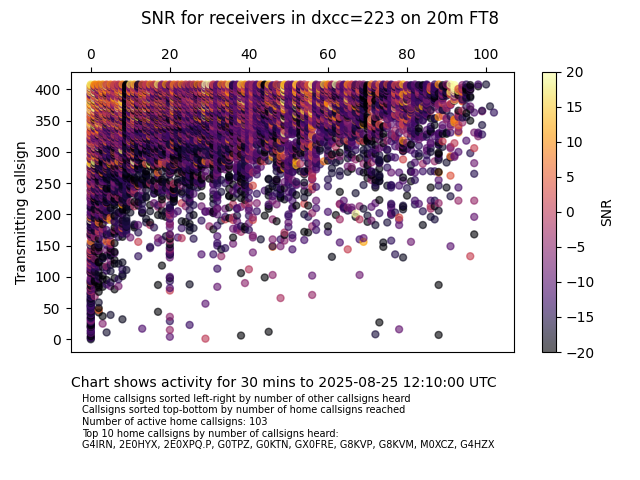 SNR for receivers in dxcc=223 on 20m FT8
0 20 40 60 80 100
400
350
300
250
200
150
100
50
0
Transmitting callsign
20
15
10
5
0
−5
−10
−15
−20
SNR
Chart shows activity for 30 mins to 2025-08-25 12:10:00 UTC
Home callsigns sorted left-right by number of other callsigns heard
Callsigns sorted top-bottom by number of home callsigns reached
Number of active home callsigns: 103
Top 10 home callsigns by number of callsigns heard:
G4IRN, 2E0HYX, 2E0XPQ.P, G0TPZ, G0KTN, GX0FRE, G8KVP, G8KVM, M0XCZ, G4HZX